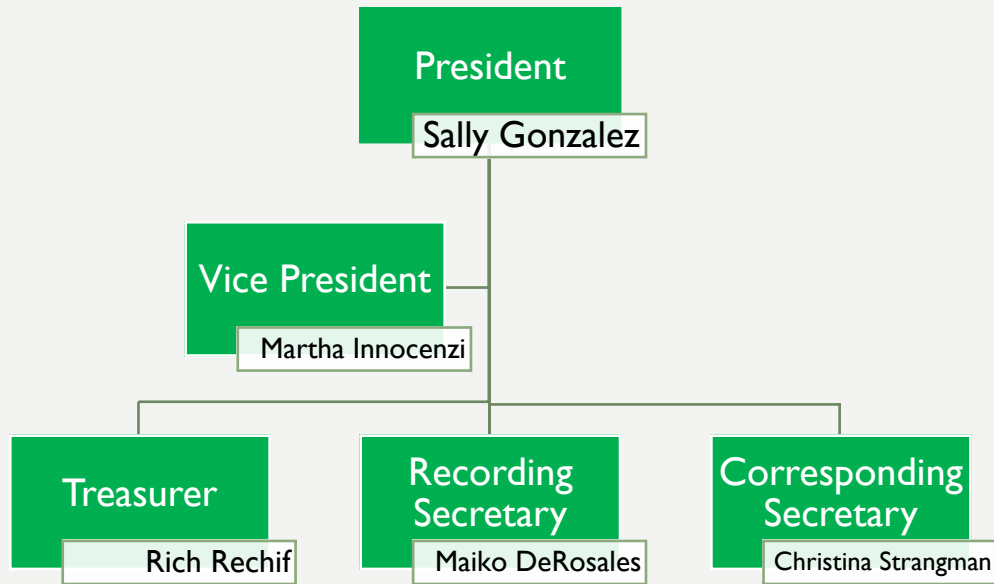 President
Sally Gonzalez
Vice President
Martha Innocenzi
Treasurer
Rich Rechif
Recording
Secretary
Maiko DeRosales
Corresponding
Secretary
Christina Strangman